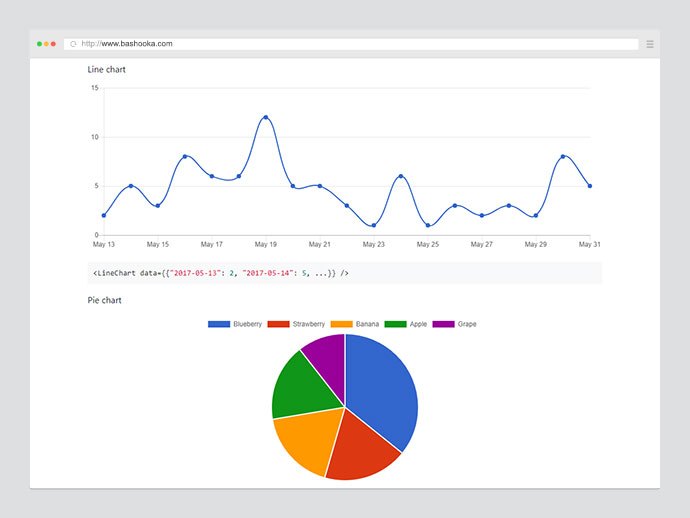 http://www.bashooka.com
Line chart
15
10
5
0
May 13 May 15 May 17 May 19 May 21 May 23 May 25 May 27 May 29 May 31
<LineChart data={{"2017-05-13": 2, "2017-05-14": 5, ...}} />
Pie chart
Blueberry Strawberry Banana Apple Grape